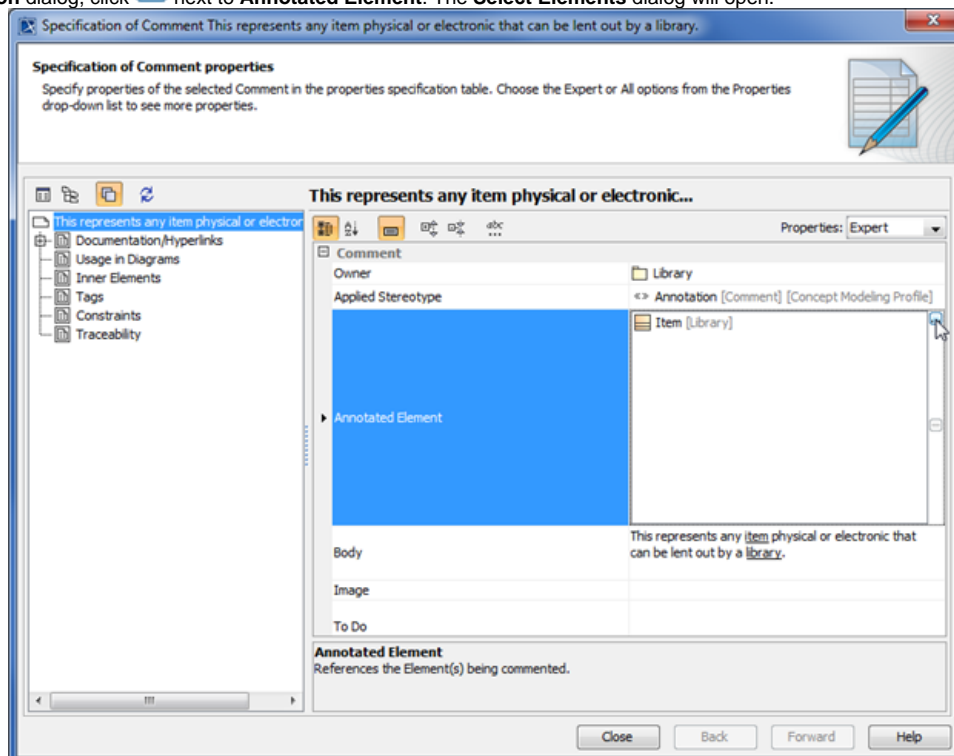 on dialog, click next to Annotated Element. The Select Elements dialog will open.
Specification of Comment This represents any item physical or electronic that can be lent out by a library.
Specification of Comment properties
Specify properties of the selected Comment in the properties specification table. Choose the Expert or All options from the Properties
drop-down list to see more properties.
This represents any item physical or electronic...
This represents any item physical or electron
Documentation/Hyperlinks
Usage in Diagrams
Inner Elements
Tags
Constraints
Traceability
abc
Properties: Expert
Comment
Owner
Library
Applied Stereotype
<> Annotation [Comment] [Concept Modeling Profile]
Annotated Element
Item [Library]
Body
This represents any item physical or electronic that
can be lent out by a library.
Image
To Do
Annotated Element
References the Element(s) being commented.
Close
Back
Forward
Help